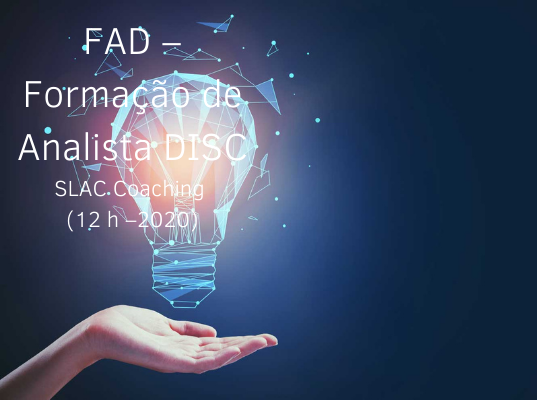 FAD –
Formação de
Analista DISC
SLAC Coaching
(12 h –2020)